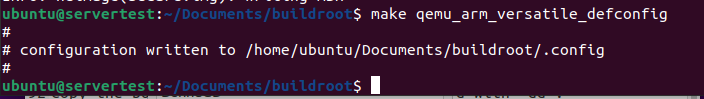 ubuntu@servertest:~/Documents/buildroot$ make qemu_arm_versatile_defconfig
#
# configuration written to /home/ubuntu/Documents/buildroot/.config
#
ubuntu@servertest:~/Documents/buildroot$